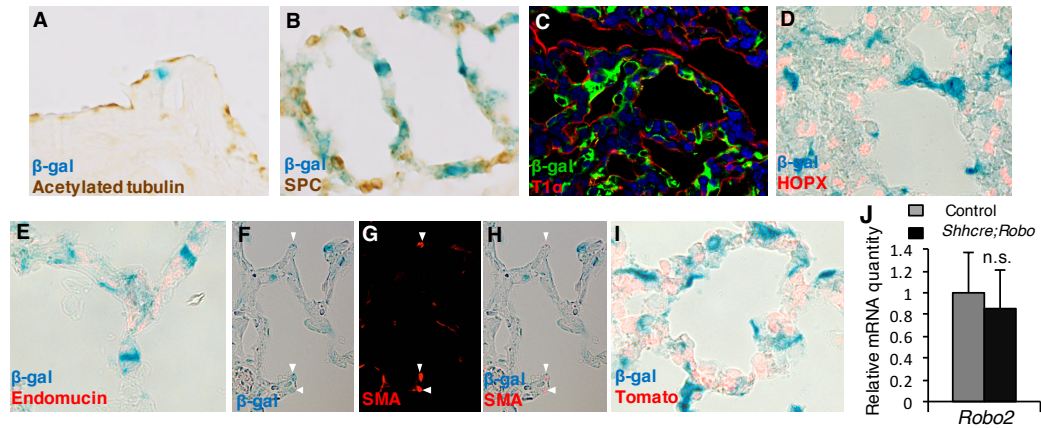 A
β-gal
Acetylated tubulin
B
β-gal
SPC
C
β-gal
T1α
D
β-gal
HOPX
E
β-gal
Endomucin
F
β-gal
G
SMA
H
β-gal
SMA
I
β-gal
Tomato
J
Control
Shhcre;Robo
Relative mRNA quantity
1.4
1.2
1
0.8
0.6
0.4
0.2
0
n.s.
Robo2